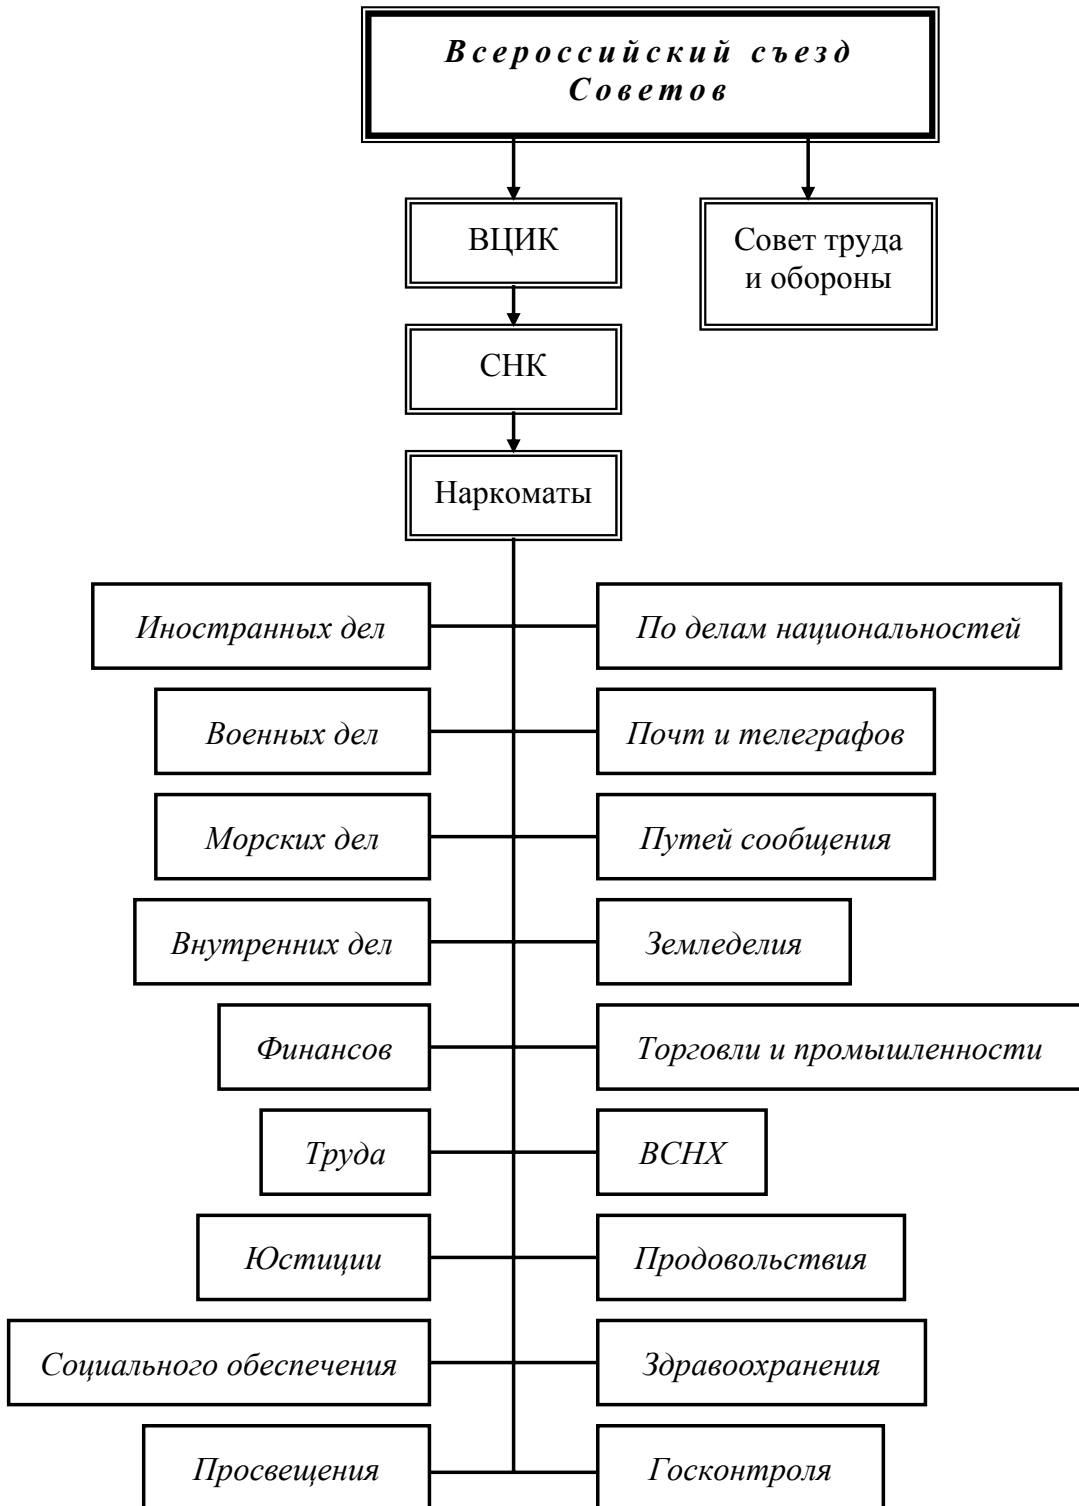 Всероссийский съезд
Советов
ВЦИК
Совет труда
и обороны
СНК
Наркоматы
Иностранных дел
По делам национальностей
Военных дел
Почт и телеграфов
Морских дел
Путей сообщения
Внутренних дел
Земледелия
Финансов
Торговли и промышленности
Труда
ВСНХ
Юстиции
Продовольствия
Социального обеспечения
Здравоохранения
Просвещения
Госконтроля